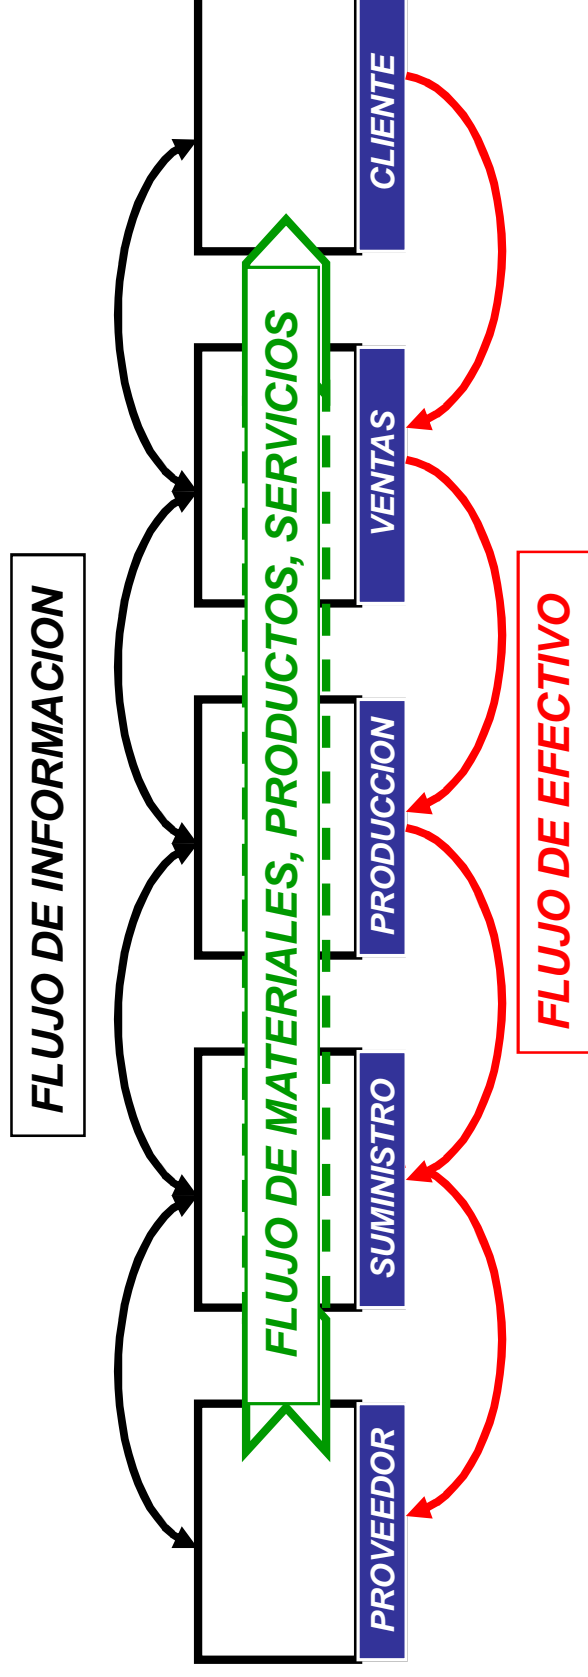 FLUJO DE INFORMACION
FLUJO DE MATERIALES, PRODUCTOS, SERVICIOS
PROVEEDOR
SUMINISTRO
PRODUCCION
VENTAS
CLIENTE
FLUJO DE EFECTIVO